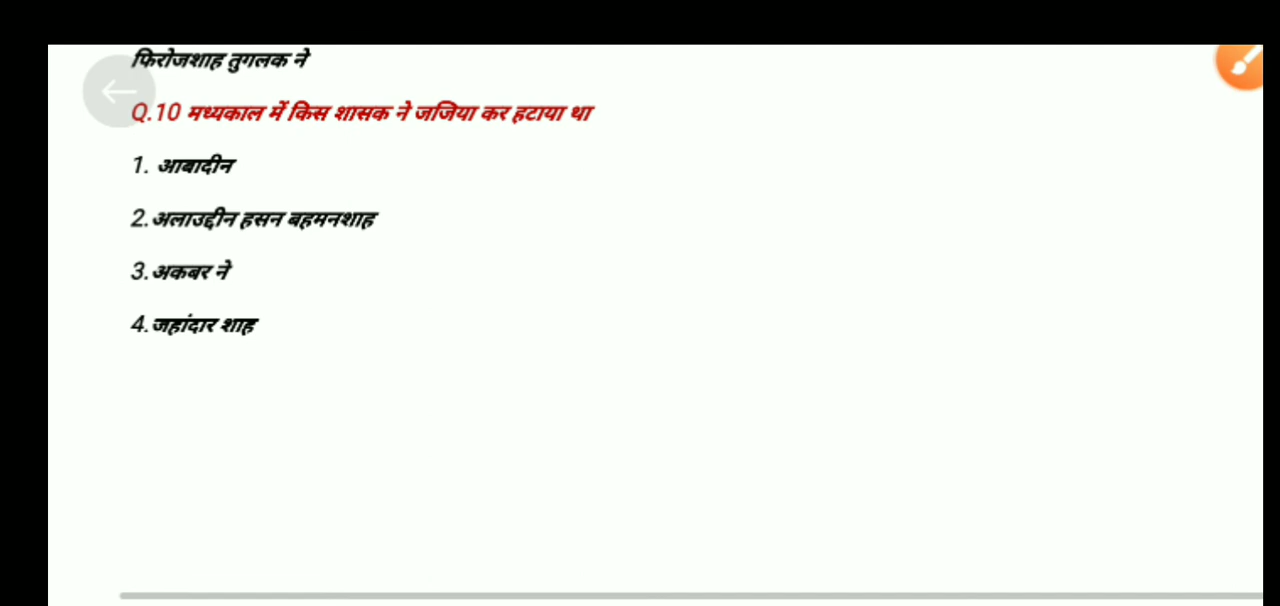 फिरोजशाह तुगलक ने
Q.10 मध्यकाल में किस शासक ने जजिया कर हटाया था
1. आबादीन
2. अलाउद्दीन हसन बहमनशाह
3. अकबर ने
4. जहांदार शाह